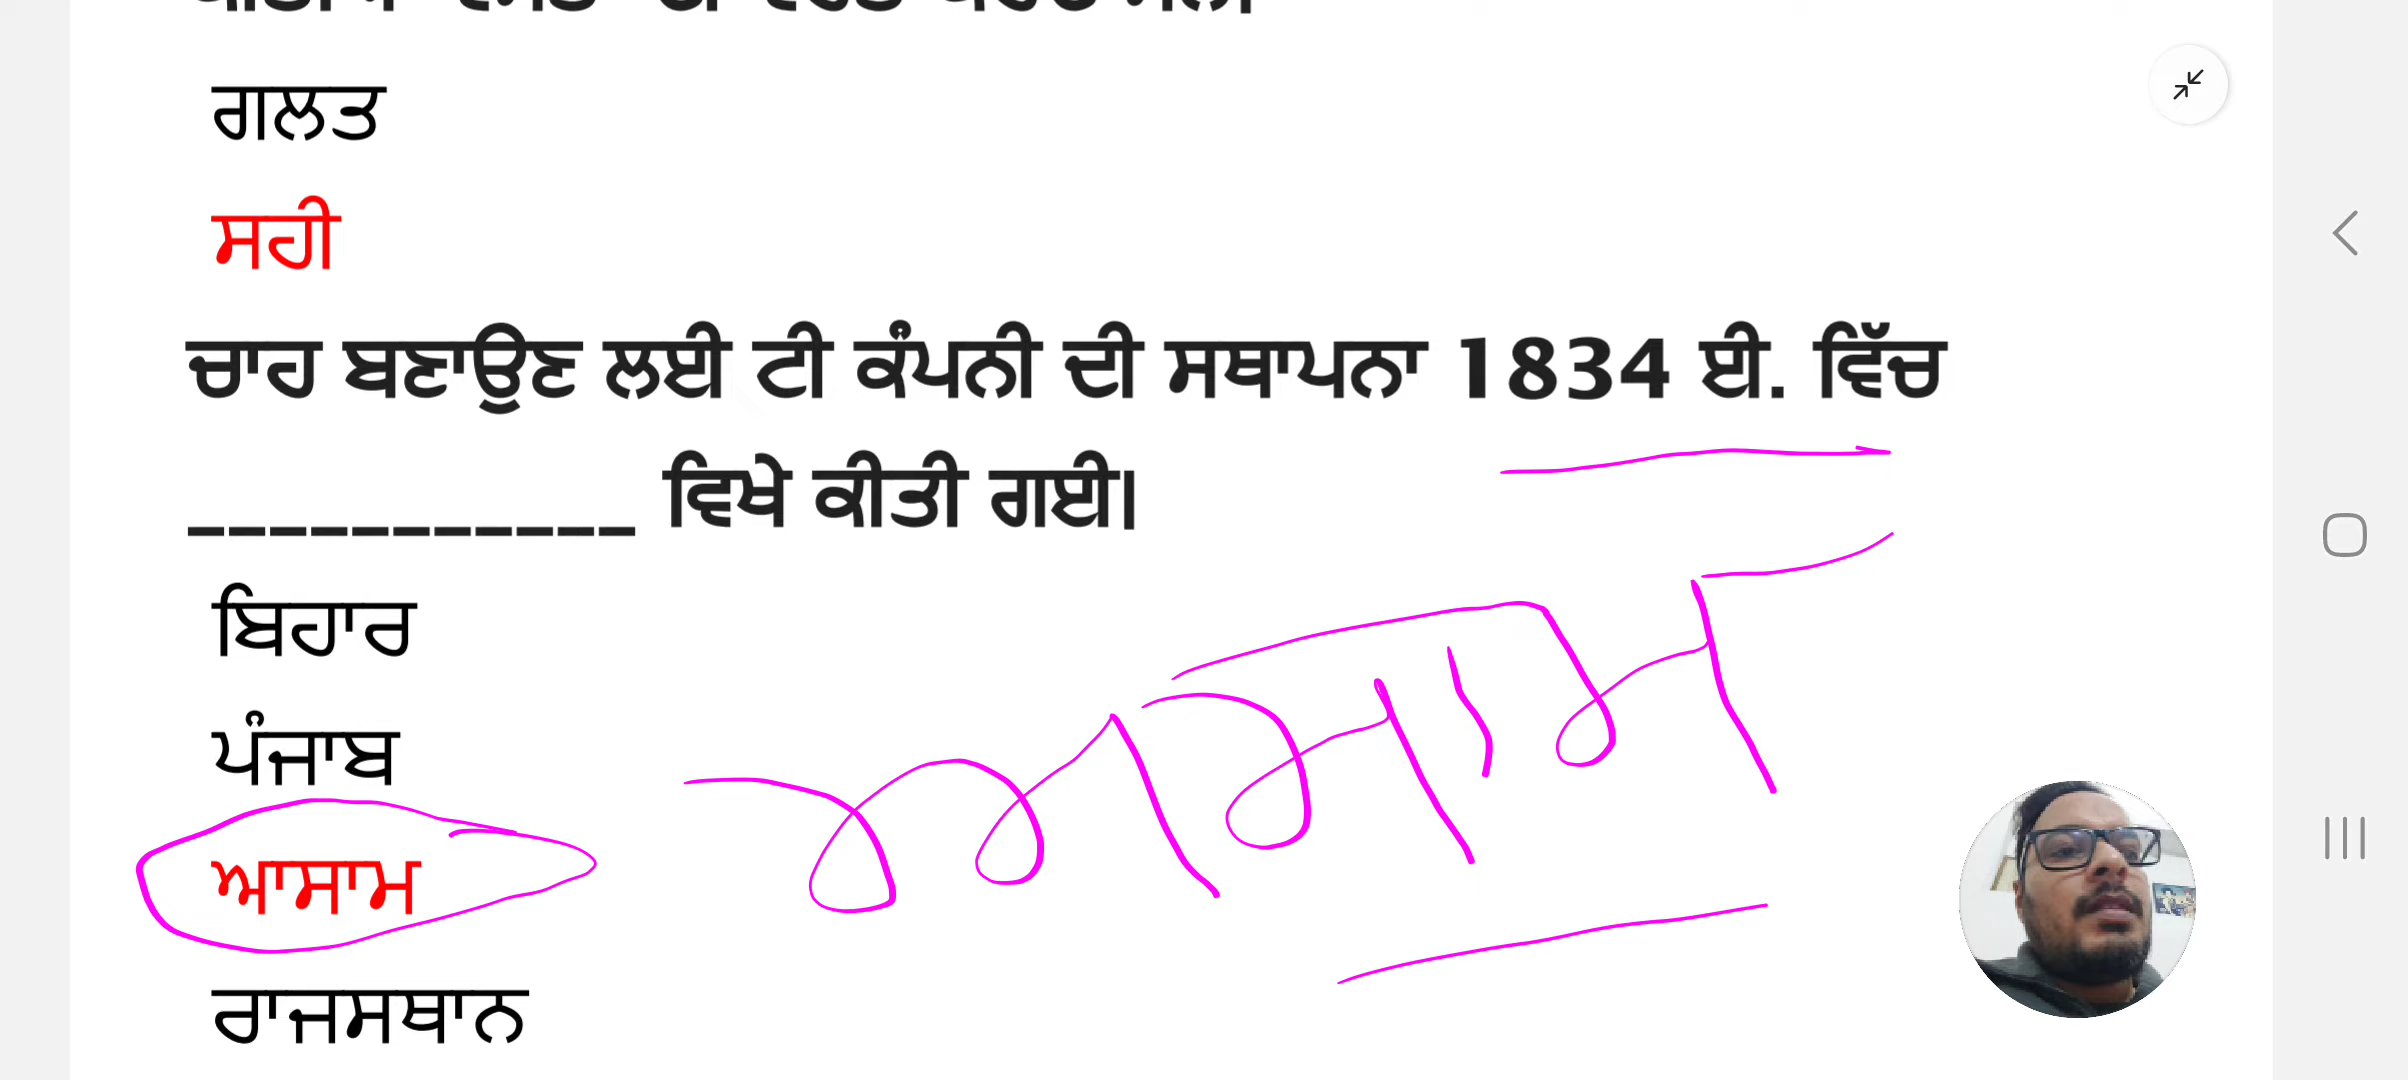 ਗਲਤ
ਸਹੀ
ਚਾਹ ਬਣਾਉਣ ਲਈ ਟੀ ਕੰਪਨੀ ਦੀ ਸਥਾਪਨਾ 1834 ਈ. ਵਿੱਚ
___________ ਵਿਖੇ ਕੀਤੀ ਗਈ।
ਬਿਹਾਰ
ਪੰਜਾਬ
ਆਸਾਮ
ਆਸਾਮ
ਰਾਜਸਥਾਨ